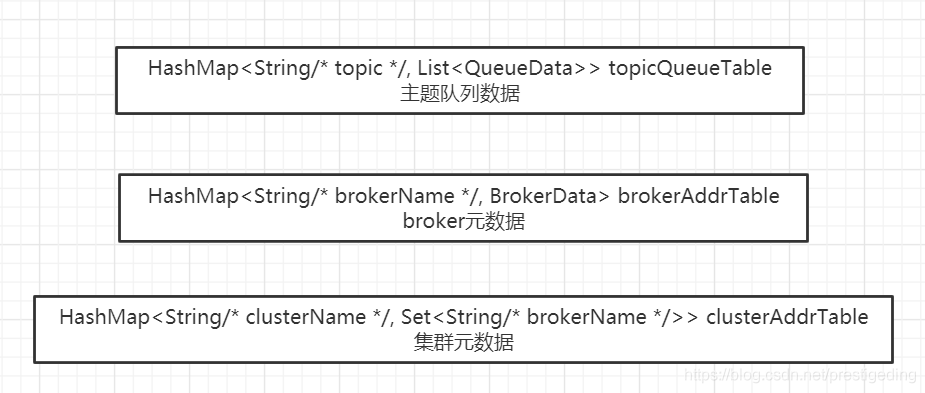 HashMap<String/* topic */, List<QueueData>> topicQueueTable
主题队列数据
HashMap<String/* brokerName */, BrokerData> brokerAddrTable
broker元数据
HashMap<String/* clusterName */, Set<String/* brokerName */>> clusterAddrTable
集群元数据
https://blog.csdn.net/prestigeding